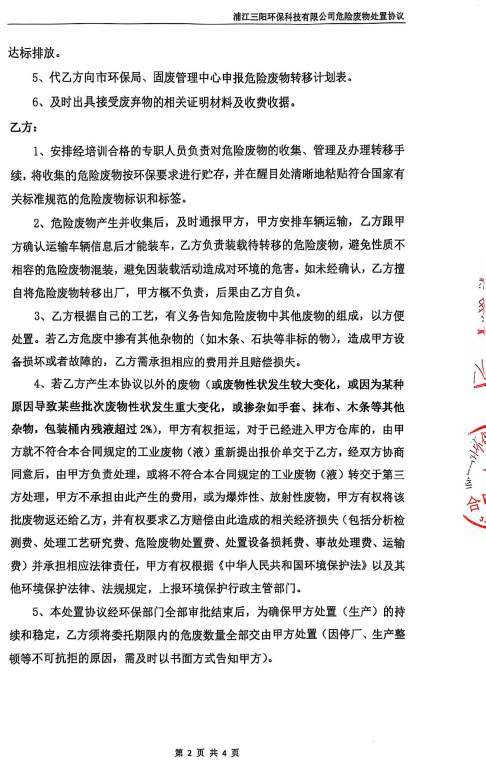 浦江三阳环保科技有限公司危险废物处置协议
达标排放。
5、代乙方向市环保局、固废管理中心申报危险废物转移计划表。
6、及时出具接受废弃物的相关证明材料及收费收据。
乙方：
1、安排经培训合格的专职人员负责对危险废物的收集、管理及办理转移手
续，将收集的危险废物按环保要求进行贮存，并在醒目处清晰地粘贴符合国家有
关标准规范的危险废物标识和标签。
2、危险废物产生并收集后，及时通报甲方，甲方安排车辆运输，乙方跟甲
方确认运输车辆信息后才能装车，乙方负责装载待转移的危险废物，避免性质不
相容的危险废物混装，避免因装载活动造成对环境的危害。如未经确认，乙方擅
自将危险废物转移出厂，甲方概不负责，后果由乙方自负。
3、乙方根据自己的工艺，有义务告知危险废物中其他废物的组成，以方便
处置。若乙方危废中掺有其他杂物的（如木条、石块等非标的物），造成甲方设
备损坏或者故障的，乙方需承担相应的费用并且赔偿损失。
4、若乙方产生本协议以外的废物（或废物性状发生较大变化，或因为某种
原因导致某些批次废物性状发生重大变化，或掺杂如手套、抹布、木条等其他
杂物，包装桶内残液超过2%），甲方有权拒运，对于已经进入甲方仓库的，由甲
方就不符合本合同规定的工业废物（液）重新提出报价单交于乙方，经双方协商
同意后，由甲方负责处理，或将不符合本合同规定的工业废物（液）转交于第三
方处理，甲方不承担由此产生的费用，或为爆炸性、放射性废物，甲方有权将该
批废物返还给乙方，并有权要求乙方赔偿由此造成的相关经济损失（包括分析检
测费、处理工艺研究费、危险废物处置费、处置设备损耗费、事故处理费、运输
费）并承担相应法律责任，甲方有权根据《中华人民共和国环境保护法》以及其
他环境保护法律、法规规定，上报环境保护行政主管部门。
5、本处置协议经环保部门全部审批结束后，为确保甲方处置（生产）的持
续和稳定，乙方须将委托期限内的危废数量全部交由甲方处置（因停厂、生产整
顿等不可抗拒的原因，需及时以书面方式告知甲方）。
第 2 页 共 4 页